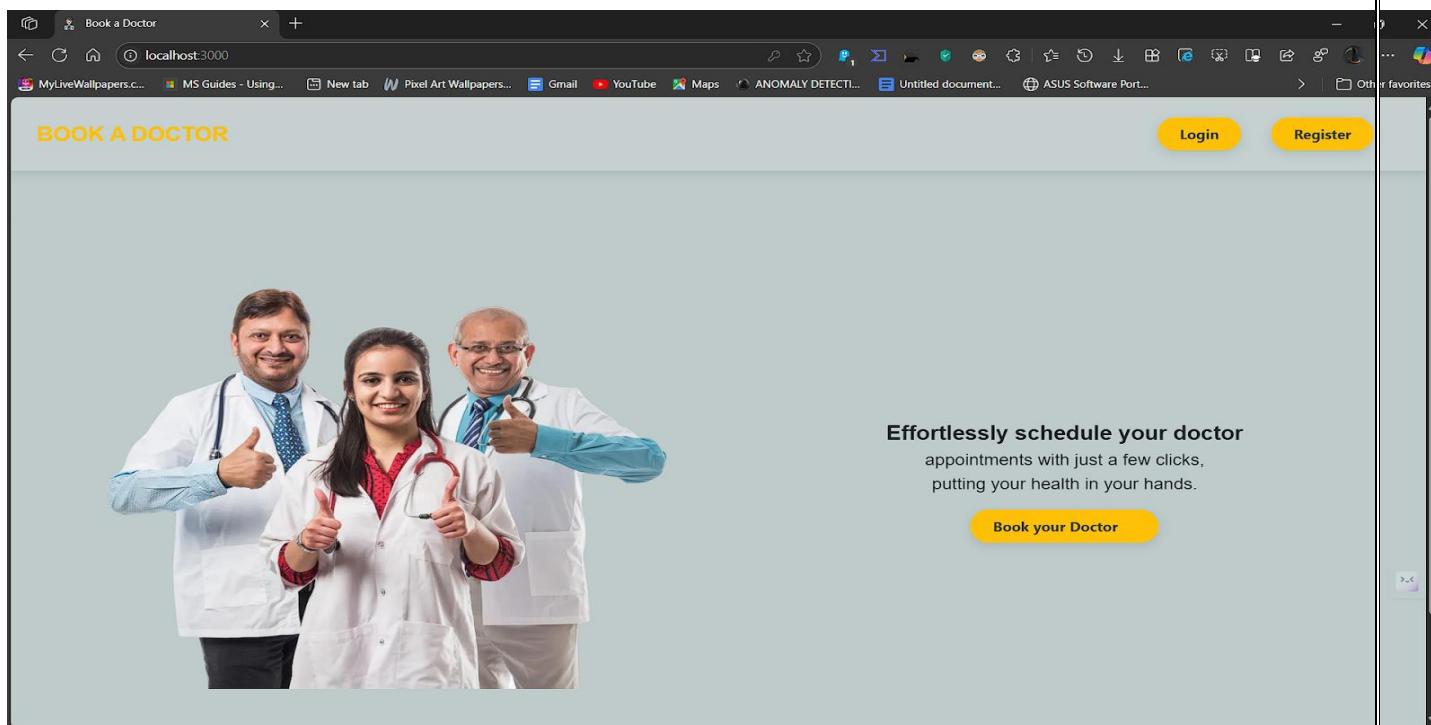 Book a Doctor
localhost:3000
1
MyLiveWallpapers.c...
MS Guides - Using...
New tab
Pixel Art Wallpapers...
Gmail
YouTube
Maps
ANOMALY DETECTI...
Untitled document...
ASUS Software Port...
Other favorites
BOOK A DOCTOR
Login
Register
Effortlessly schedule your doctor
appointments with just a few clicks,
putting your health in your hands.
Book your Doctor